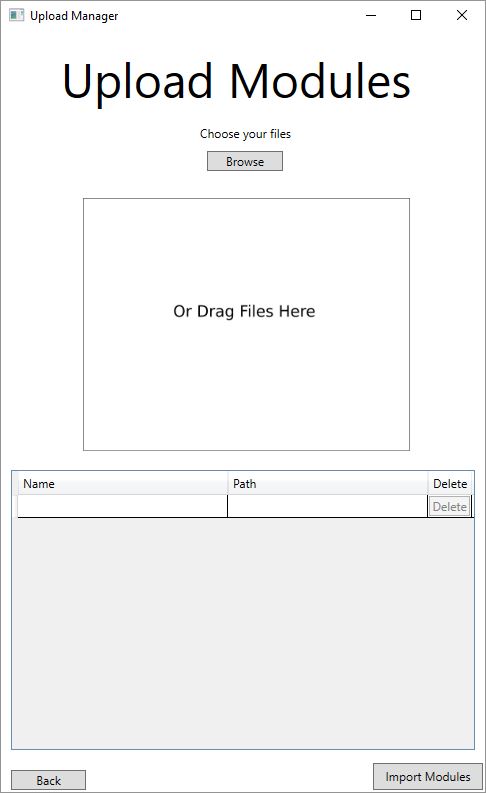 Upload Manager
Upload Modules
Choose your files
Browse
Or Drag Files Here
Name Path Delete
Delete
Back Import Modules